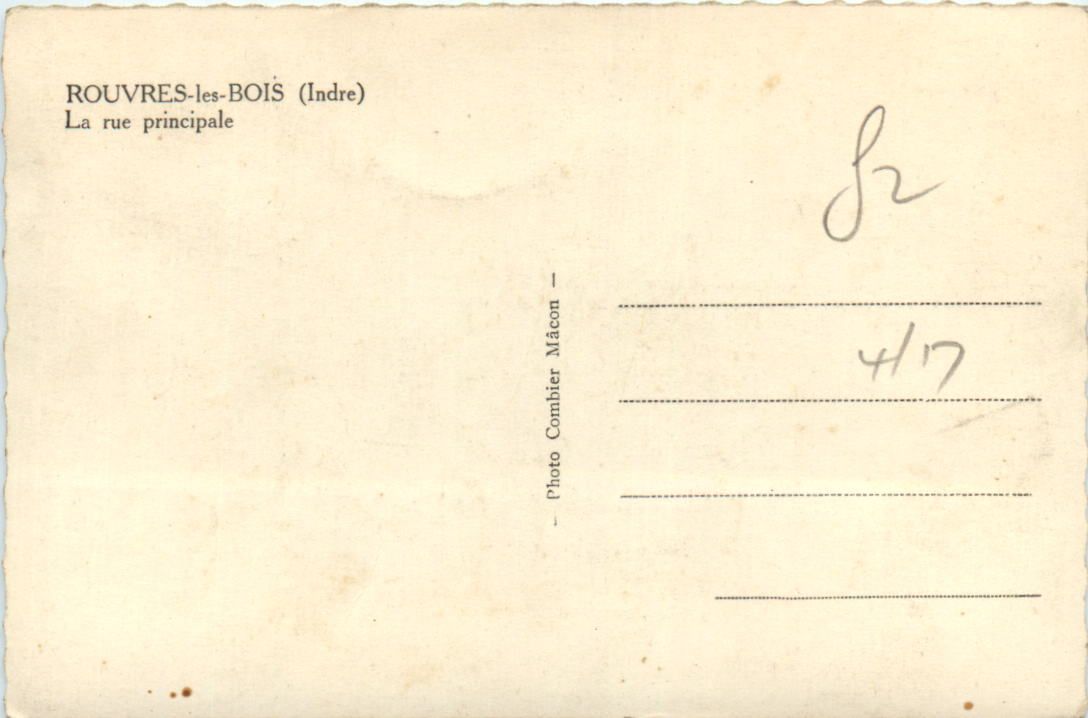 ROUVRES-les-BOIS (Indre)
La rue principale
— Photo Combier Mâcon —
82
4/17